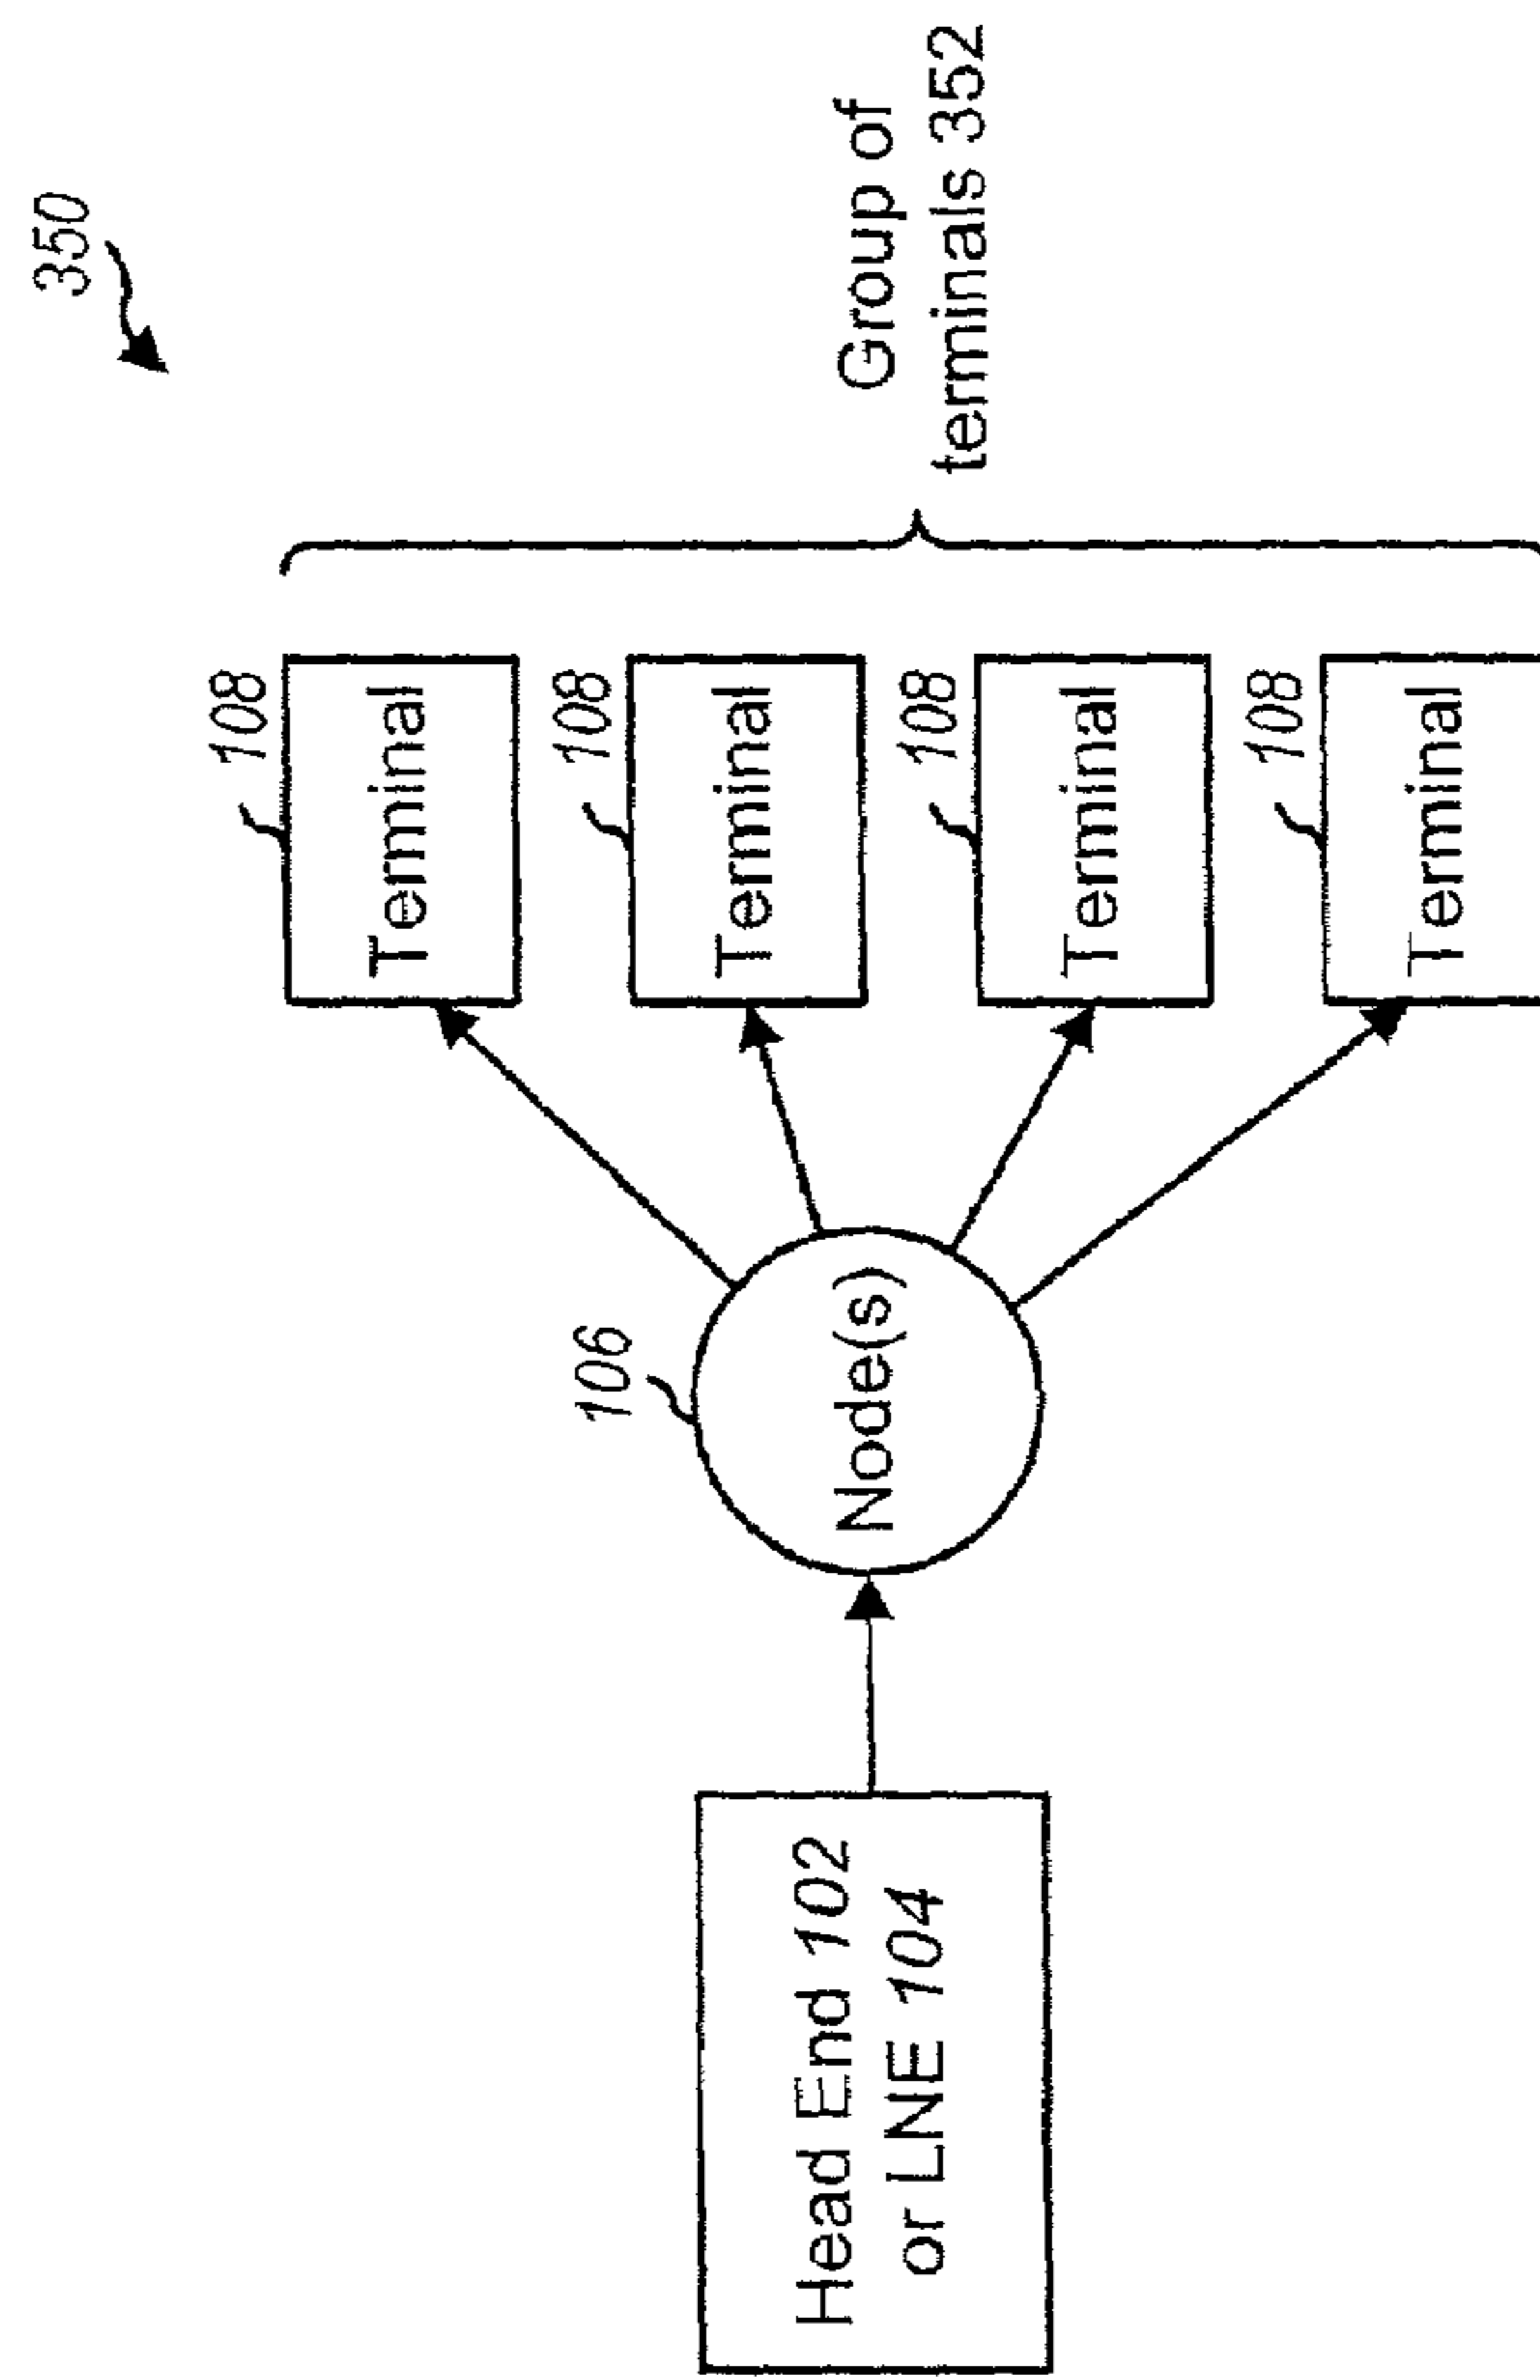 350
108
Terminal
108
Terminal
108
Terminal
108
Terminal
Group of
terminals 352
106
Node(s)
Head End 102
or LNE 104